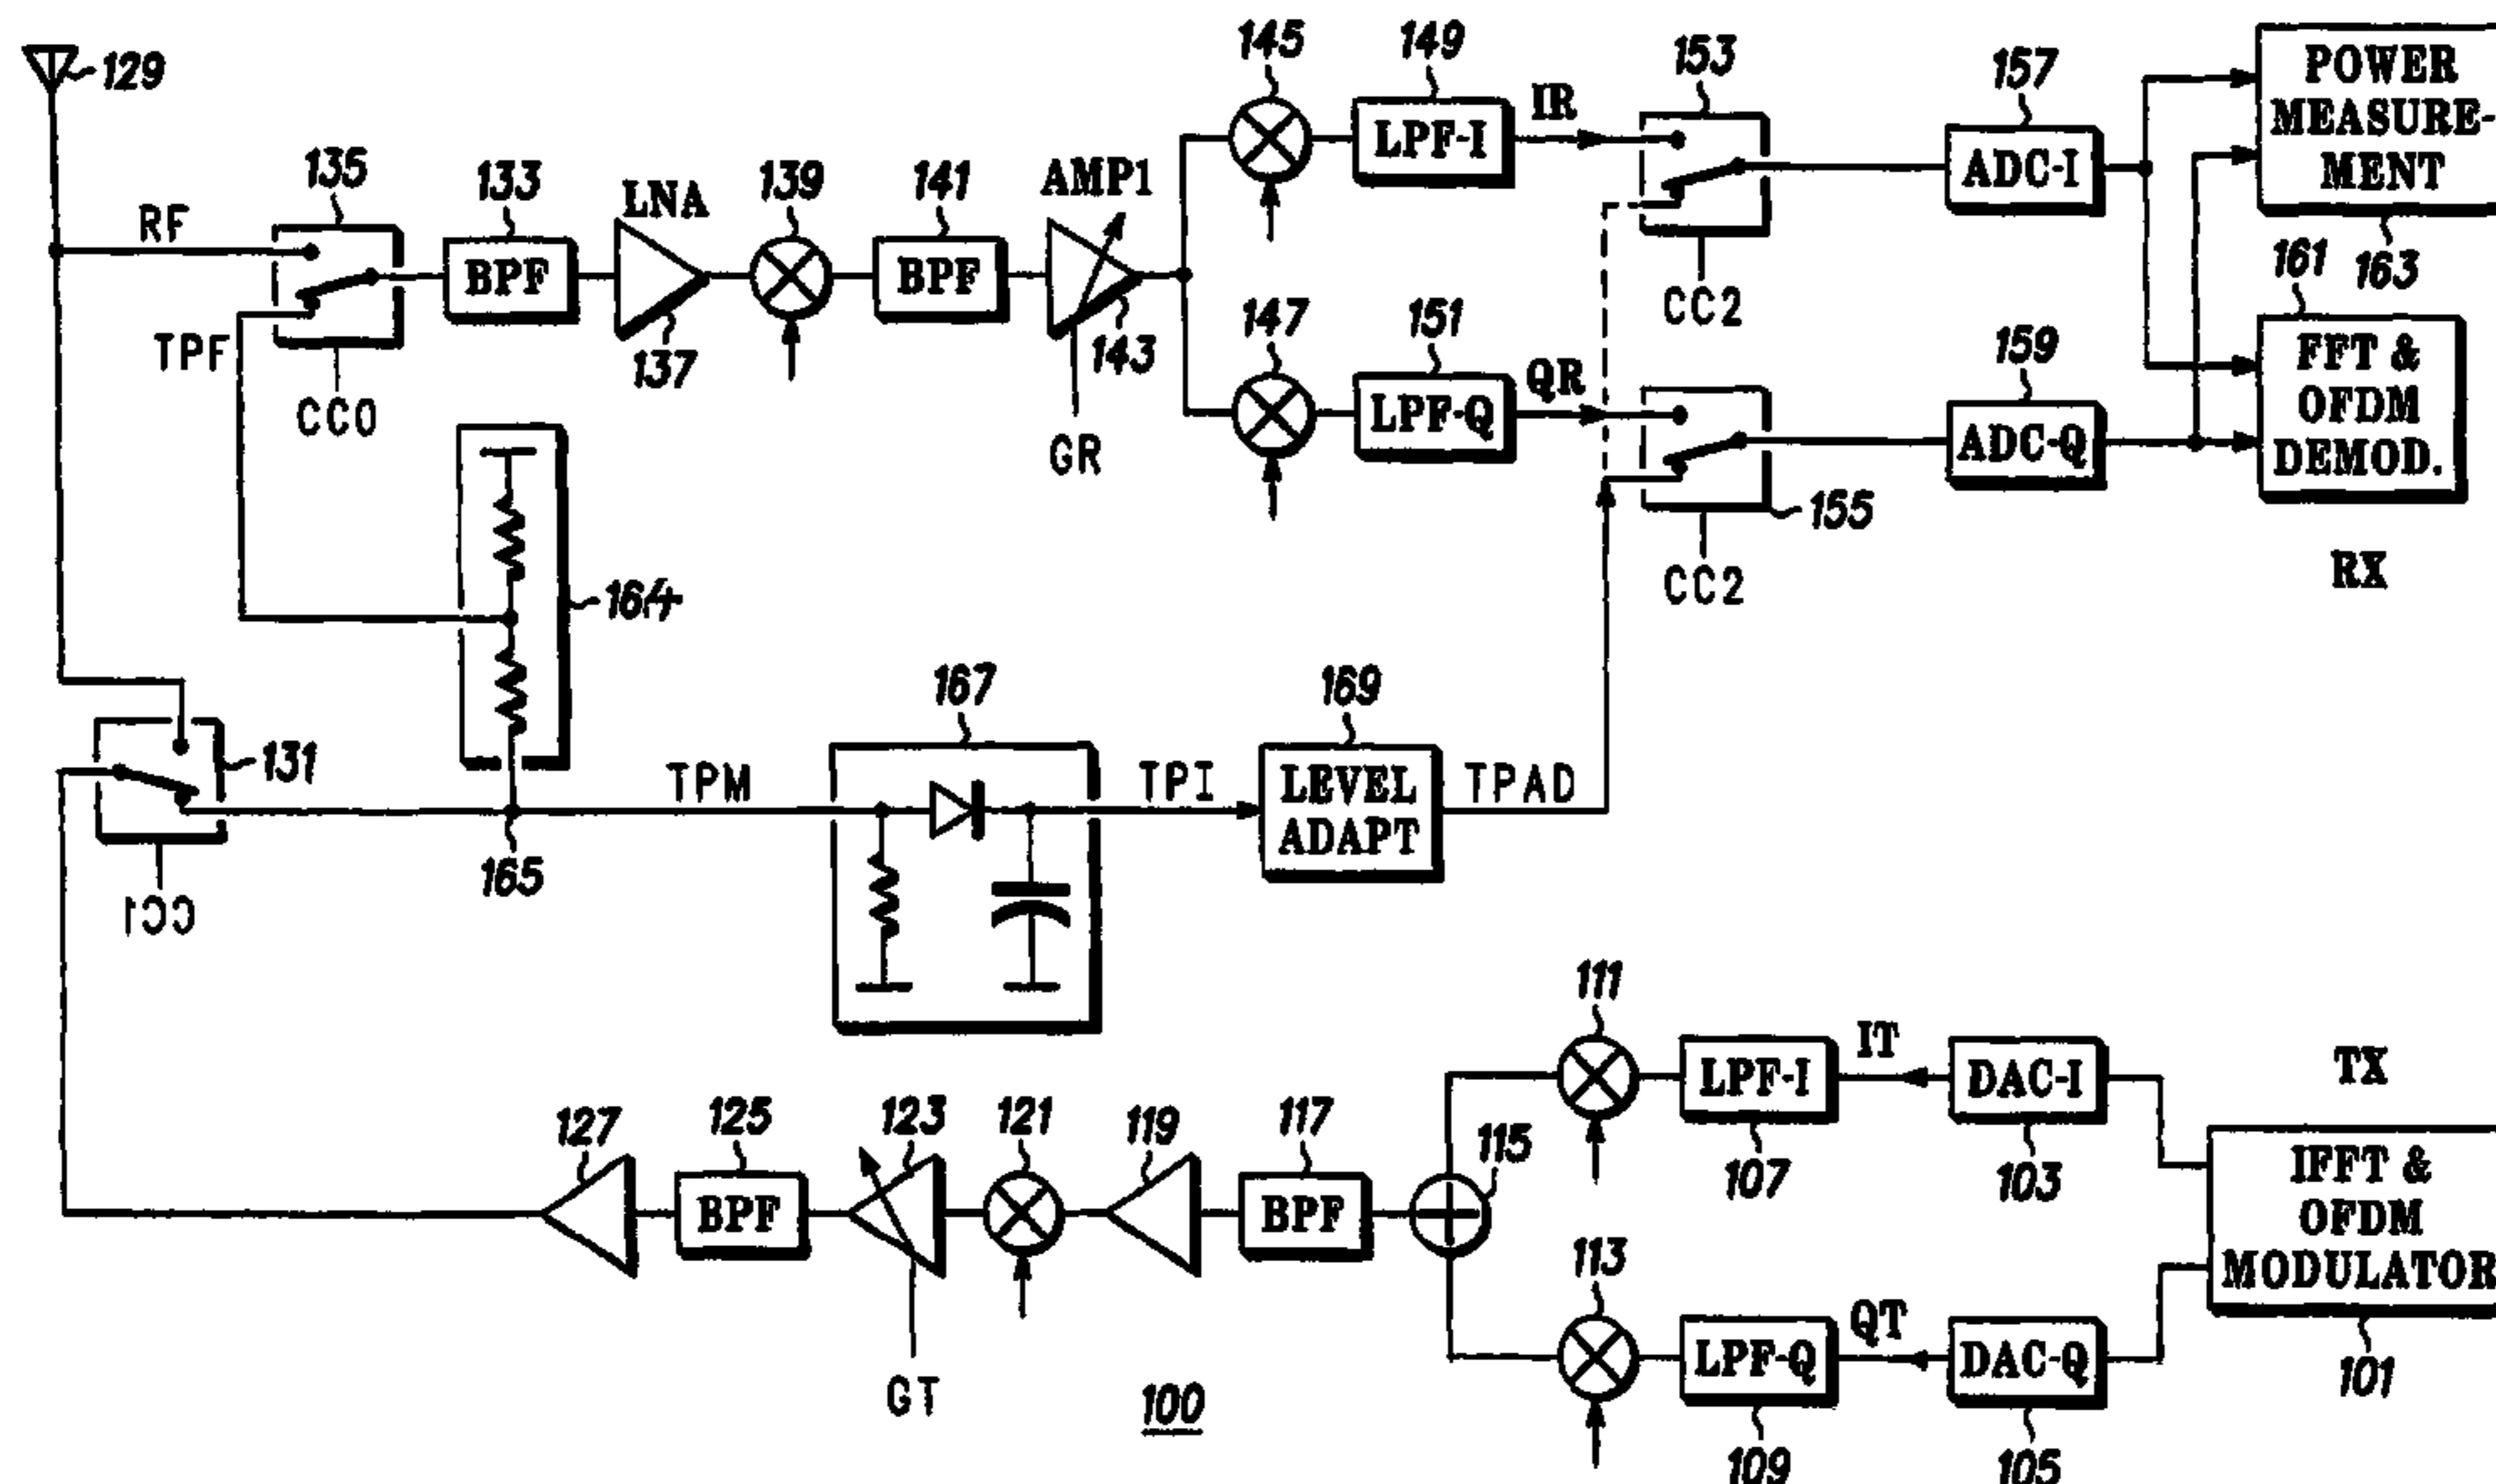 145
149
153
157
POWER
MEASURE-
MENT
129
IR
LPF-I
ADC-I
135
133
LNA
139
141
AMP1
RF
BPF
BPF
161
163
TPF
137
143
147
151
CC2
159
CC0
GR
QR
LPF-Q
ADC-Q
FFT &
OFDM
DEMOD.
155
164
CC2
RX
167
169
131
TPM
TPI
LEVEL
ADAPT
TPAD
165
CC1
111
IT
TX
LPF-I
DAC-I
127
125
123
121
119
117
115
107
103
IFFT &
OFDM
MODULATOR
BPF
BPF
113
QT
GT
LPF-Q
DAC-Q
101
100
109
105